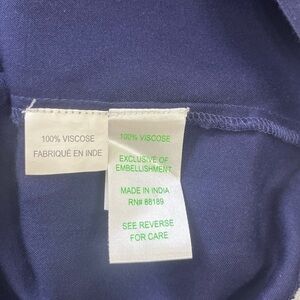 100% VISCOSE
FABRIQUÉ EN INDE
100% VISCOSE
EXCLUSIVE OF
EMBELLISHMENT
MADE IN INDIA
RN# 88189
SEE REVERSE
FOR CARE